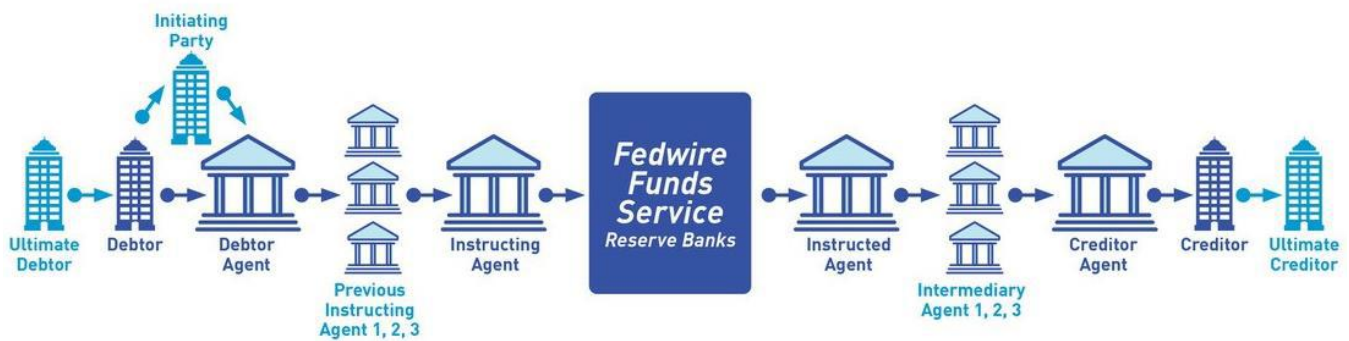 Initiating
Party
Ultimate
Debtor
Debtor
Debtor
Agent
Previous
Instructing
Agent 1, 2, 3
Instructing
Agent
Fedwire
Funds
Service
Reserve Banks
Instructed
Agent
Intermediary
Agent 1, 2, 3
Creditor
Agent
Creditor
Ultimate
Creditor